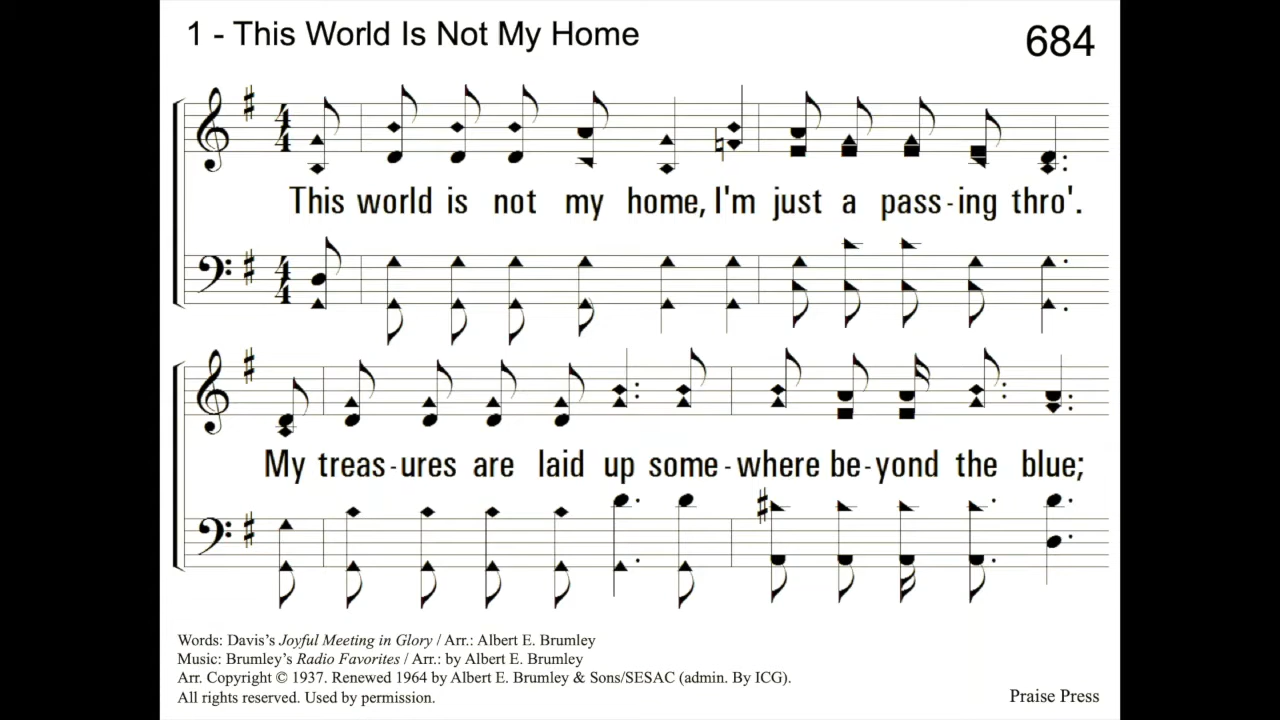 1 - This World Is Not My Home
684
This world is not my home, I'm just a pass-ing thro'.
My treas-ures are laid up some-where be-yond the blue;
Words: Davis's Joyful Meeting in Glory / Arr.: Albert E. Brumley
Music: Brumley's Radio Favorites / Arr.: by Albert E. Brumley
Arr. Copyright © 1937. Renewed 1964 by Albert E. Brumley & Sons/SESAC (admin. By ICG).
All rights reserved. Used by permission.
Praise Press